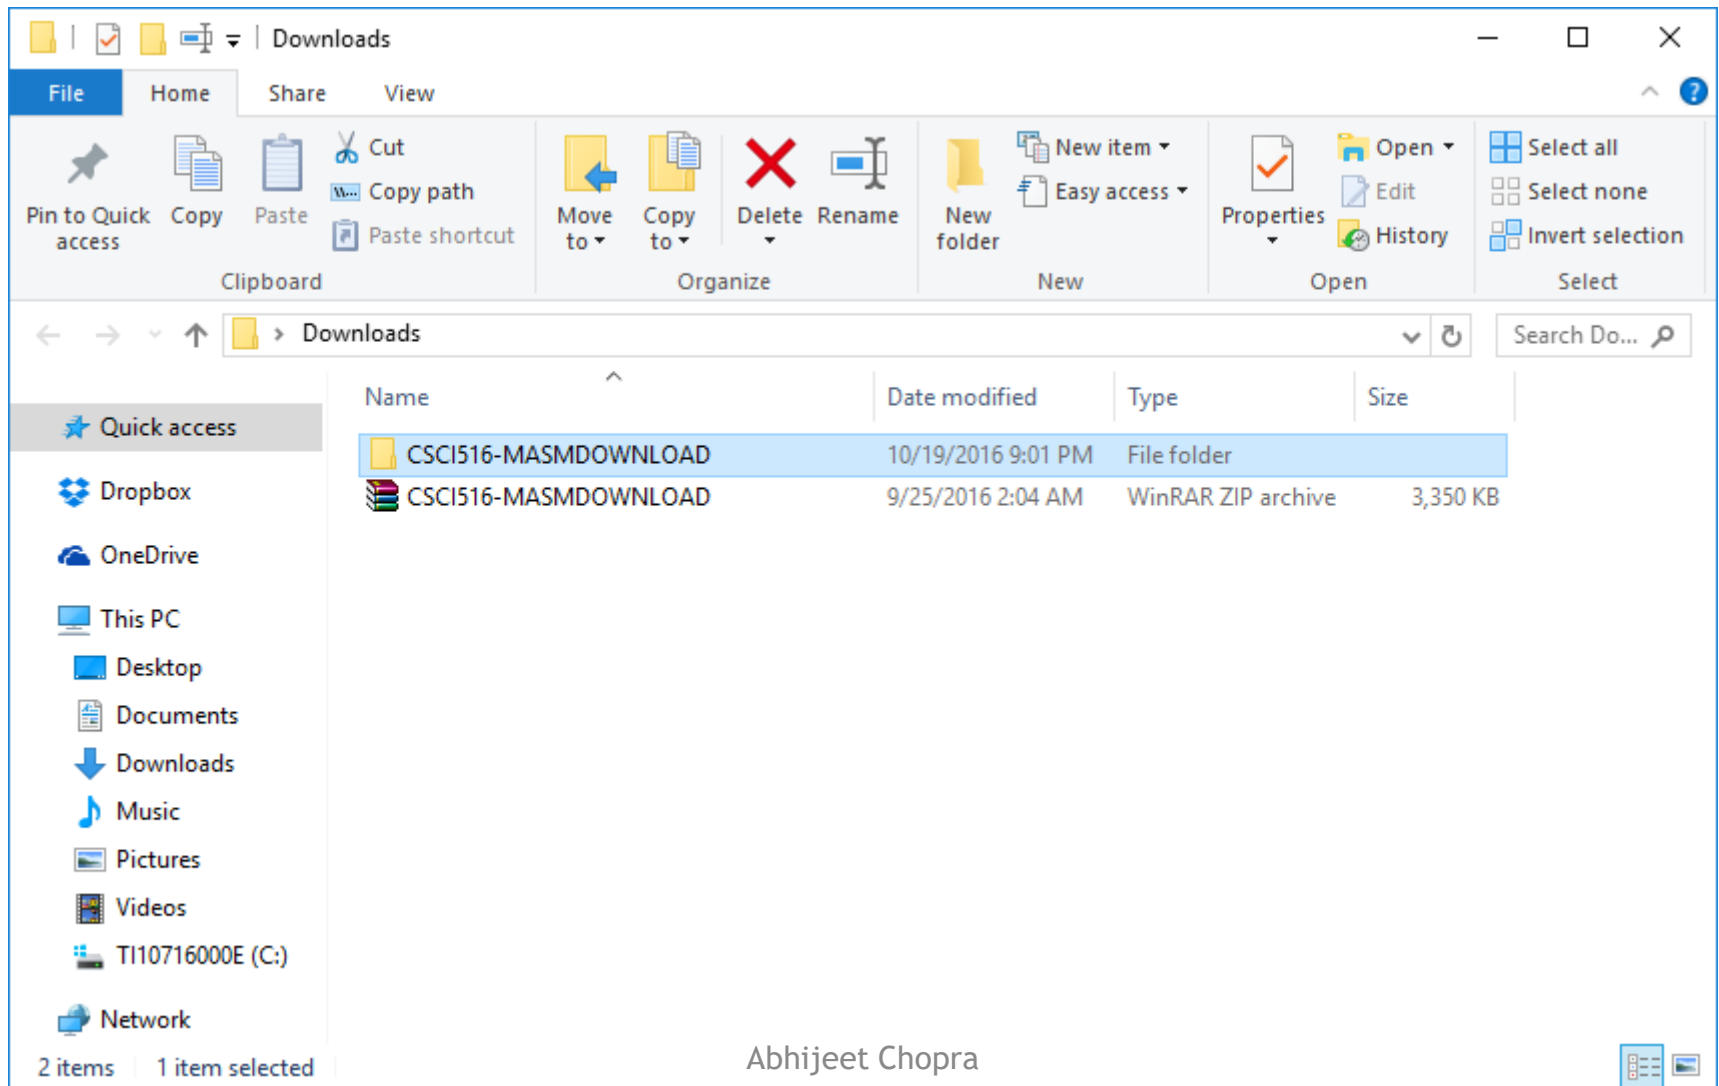 Downloads
File Home Share View
Pin to Quick access
Copy
Paste
Cut
Copy path
Paste shortcut
Clipboard
Move to
Copy to
Delete
Rename
Organize
New folder
New item
Easy access
New
Properties
Open
Edit
History
Open
Select all
Select none
Invert selection
Select
Downloads
Search Do...
Name Date modified Type Size
CSCI516-MASMDOWNLOAD 10/19/2016 9:01 PM File folder
CSCI516-MASMDOWNLOAD 9/25/2016 2:04 AM WinRAR ZIP archive 3,350 KB
Quick access
Dropbox
OneDrive
This PC
Desktop
Documents
Downloads
Music
Pictures
Videos
TI10716000E (C:)
Network
2 items 1 item selected
Abhijeet Chopra